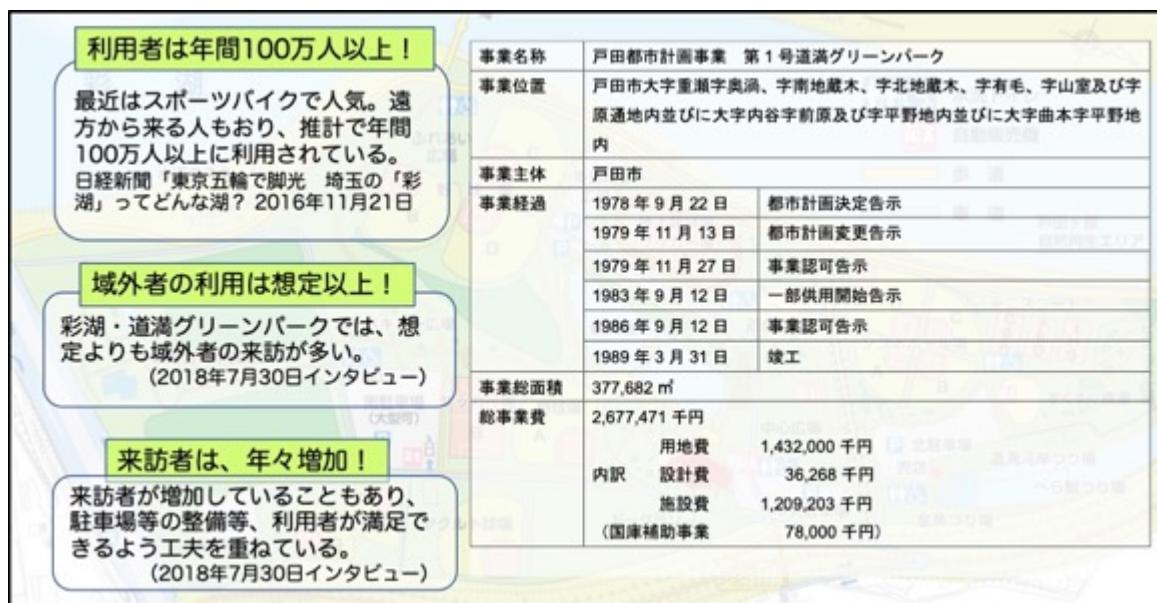 利用者は年間100万人以上！
最近はスポーツバイクで人気。遠
方から来る人もおり、推計で年間
100万人以上に利用されている。
日経新聞「東京五輪で脚光　埼玉の「彩
湖」ってどんな湖？ 2016年11月21日
域外者の利用は想定以上！
彩湖・道満グリーンパークでは、想
定よりも域外者の来訪が多い。
（2018年7月30日インタビュー）
来訪者は、年々増加！
来訪者が増加していることもあり、
駐車場等の整備等、利用者が満足で
きるよう工夫を重ねている。
（2018年7月30日インタビュー）
事業名称 戸田都市計画事業　第１号道満グリーンパーク
事業位置 戸田市大字重瀬字奥渦、字南地蔵木、字北地蔵木、字有毛、字山室及び字
原通地内並びに大字内谷字前原及び字平野地内並びに大字曲本字平野地
内
事業主体 戸田市
事業経過 1978 年 9 月 22 日 都市計画決定告示
1979 年 11 月 13 日 都市計画変更告示
1979 年 11 月 27 日 事業認可告示
1983 年 9 月 12 日 一部供用開始告示
1986 年 9 月 12 日 事業認可告示
1989 年 3 月 31 日 竣工
事業総面積 377,682 ㎡
総事業費 2,677,471 千円
用地費 1,432,000 千円
内訳 設計費 36,268 千円
施設費 1,209,203 千円
（国庫補助事業 78,000 千円）